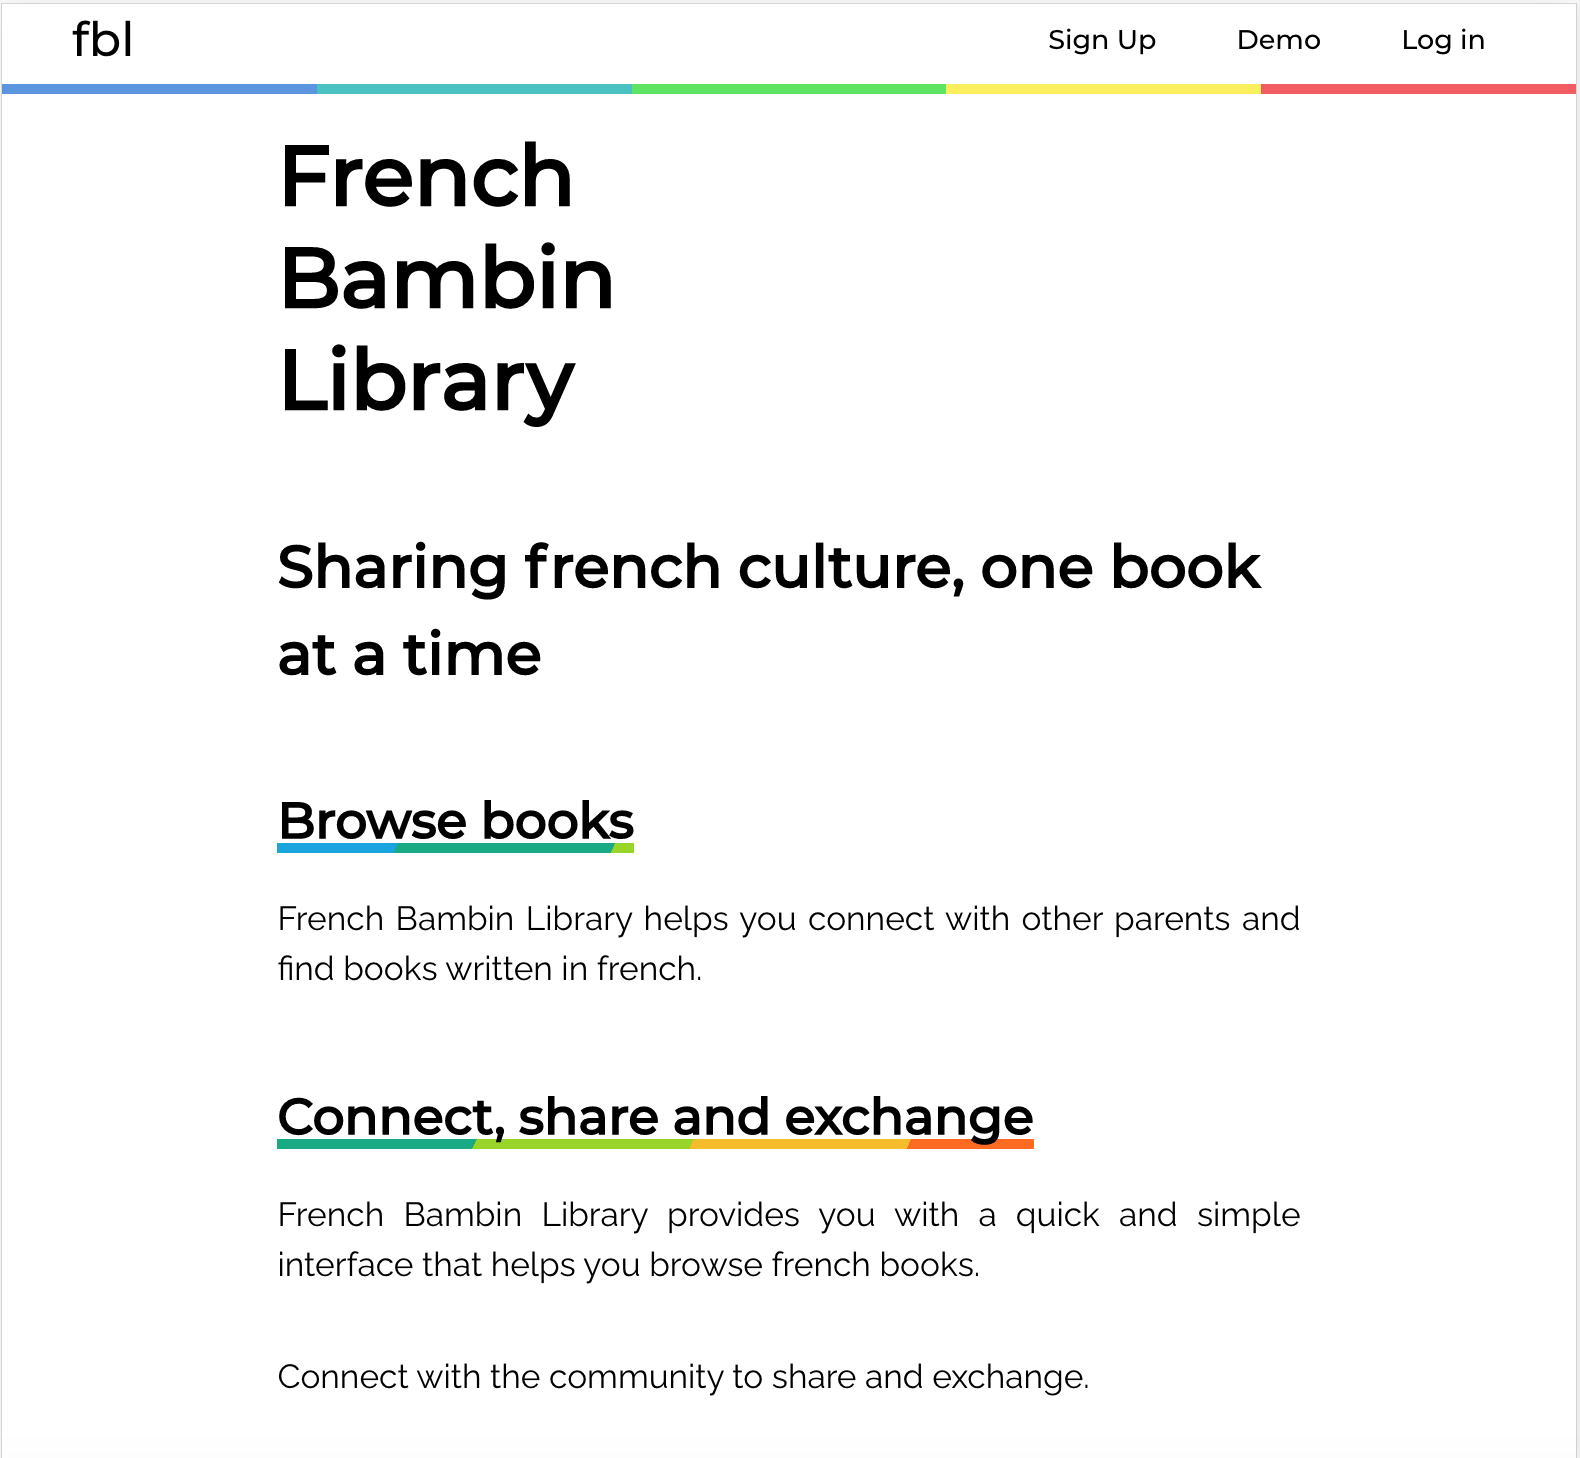 fbl
Sign Up
Demo
Log in
French
Bambin
Library
Sharing french culture, one book
at a time
Browse books
French Bambin Library helps you connect with other parents and
find books written in french.
Connect, share and exchange
French Bambin Library provides you with a quick and simple
interface that helps you browse french books.
Connect with the community to share and exchange.